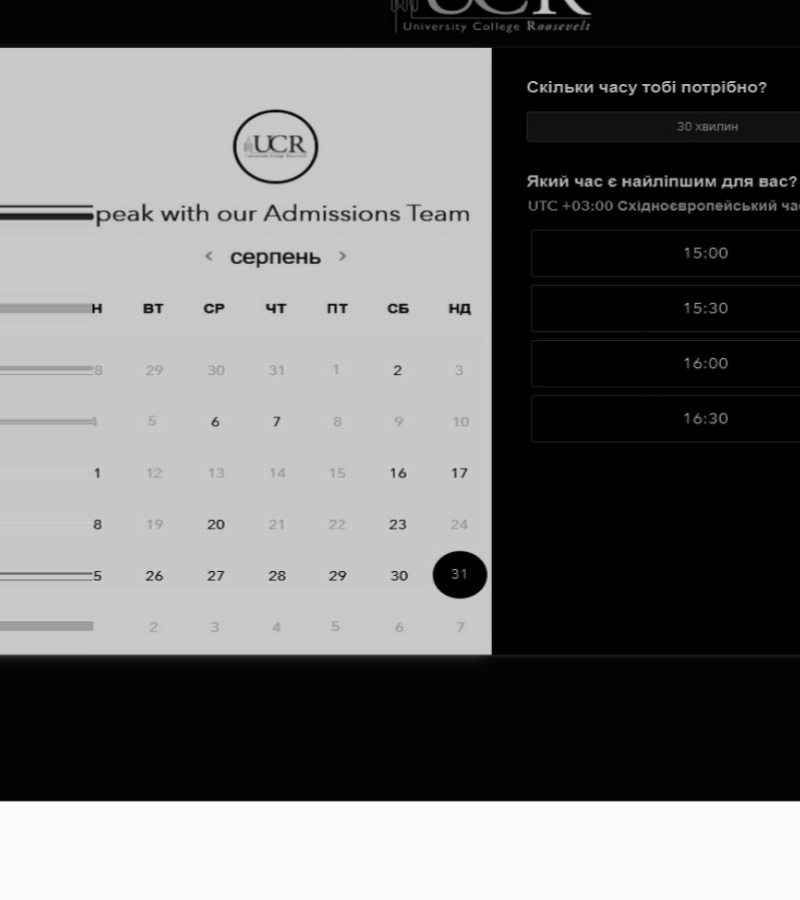 UCR
University College Roosevelt
UCR
peak with our Admissions Team
< серпень >
Н ВТ СР ЧТ ПТ СБ НД
8 29 30 31 1 2 3
4 5 6 7 8 9 10
1 12 13 14 15 16 17
8 19 20 21 22 23 24
5 26 27 28 29 30 31
2 3 4 5 6 7
Скільки часу тобі потрібно?
30 хвилин
Який час є найліпшим для вас?
UTC +03:00 Східноєвропейський ча
15:00
15:30
16:00
16:30